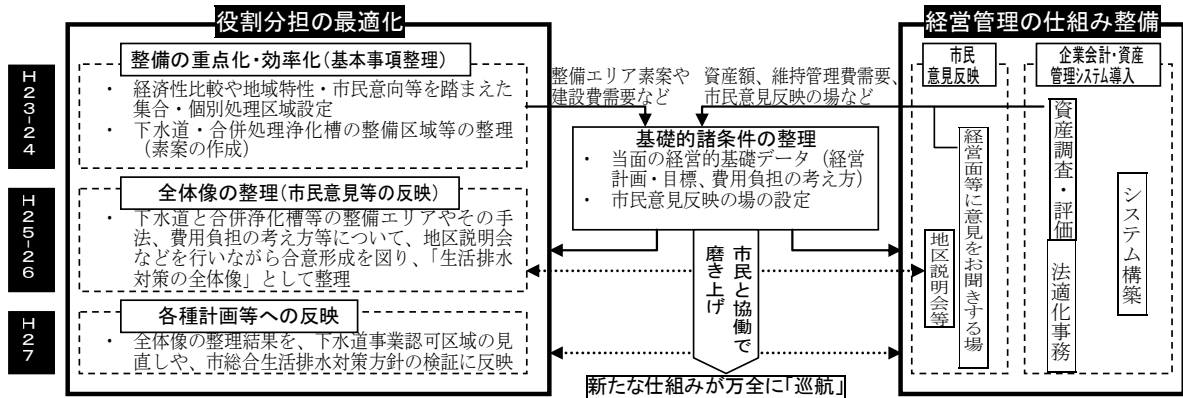 役割分担の最適化
H23-24
整備の重点化・効率化(基本事項整理)
・ 経済性比較や地域特性・市民意向等を踏まえた
集合・個別処理区域設定
・ 下水道・合併処理浄化槽の整備区域等の整理
(素案の作成)
H25-26
全体像の整理(市民意見等の反映)
・ 下水道と合併浄化槽等の整備エリアやその手
法、費用負担の考え方等について、地区説明会
などを行いながら合意形成を図り、「生活排水
対策の全体像」として整理
H27
各種計画等への反映
・ 全体像の整理結果を、下水道事業認可区域の見
直しや、市総合生活排水対策方針の検証に反映
整備エリア素案や
建設費需要など
資産額、維持管理費需要、
市民意見反映の場など
基礎的諸条件の整理
・ 当面の経営的基礎データ(経営
計画・目標、費用負担の考え方)
・ 市民意見反映の場の設定
市民と協働で
磨き上げ
新たな仕組みが万全に「巡航」
経営管理の仕組み整備
市民
意見反映
経営面等に意見をお聞きする場
地区説明会等
企業会計・資産
管理システム導入
資産調査・評価
法適化事務
システム構築